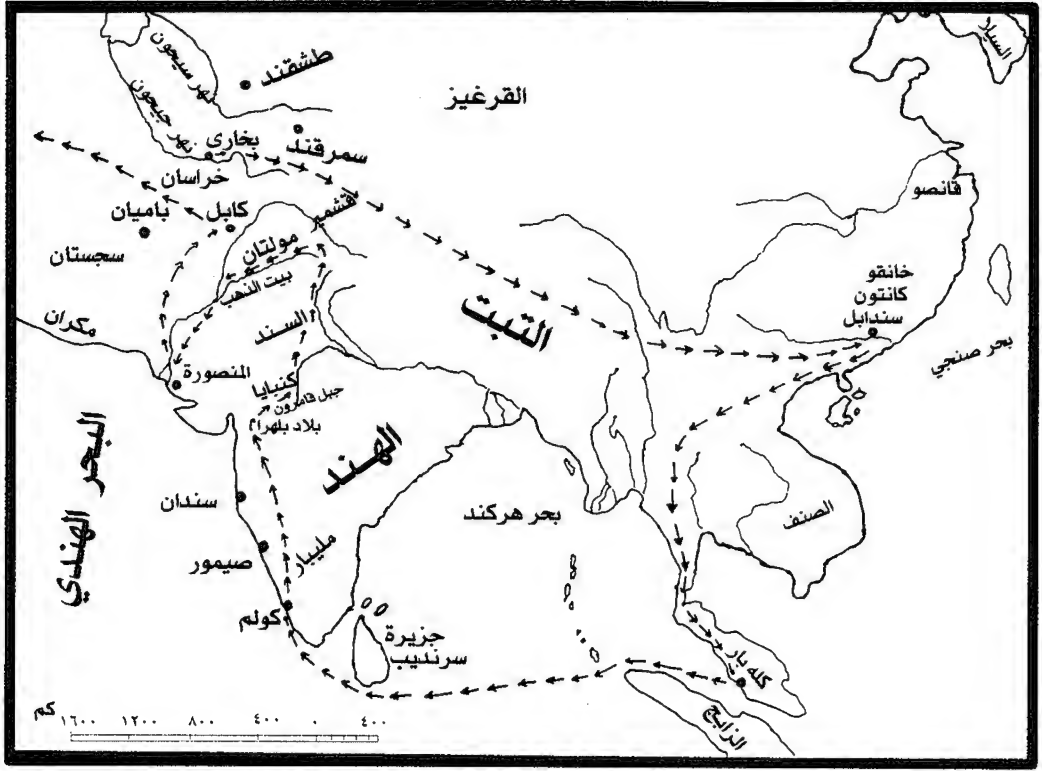 السيلا
طشقند
نهر سيحون
نهر جيحون
القرغيز
بخارى
سمرقند
خراسان
قانصو
قشمير
كابل
باميان
مولتان
سجستان
بيت الذهب
خانقو
كانتون
سندابل
التبت
السند
مكران
بحر صنجي
المنصورة
كنبايا
جبل قامرون
بلاد بلهرا
الهند
البحر الهندي
سندان
بحر هركند
الصنف
صيمور
مليبار
كولم
جزيرة
سرنديب
كله بار
الزابج
كم ١٦٠٠ ١٢٠٠ ٨٠٠ ٤٠٠ ٠ ٤٠٠